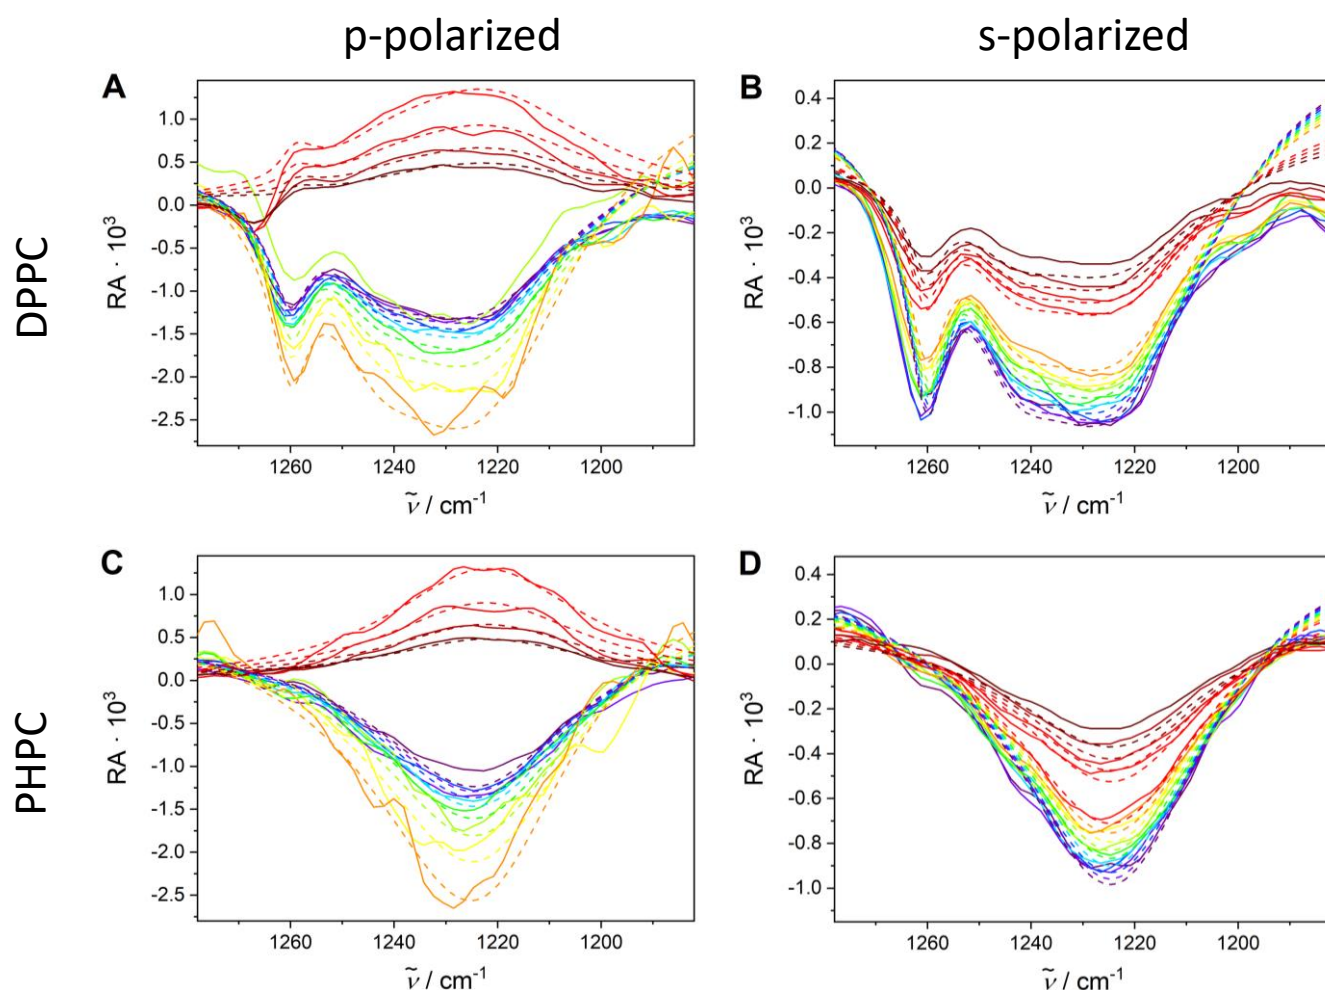 p-polarized s-polarized
DPPC
A
RA · 10³
1.0
0.5
0.0
-0.5
-1.0
-1.5
-2.0
-2.5
1260 1240 1220 1200
ν̃ / cm⁻¹
B
RA · 10³
0.4
0.2
0.0
-0.2
-0.4
-0.6
-0.8
-1.0
1260 1240 1220 1200
ν̃ / cm⁻¹
PHPC
C
RA · 10³
1.0
0.5
0.0
-0.5
-1.0
-1.5
-2.0
-2.5
1260 1240 1220 1200
ν̃ / cm⁻¹
D
RA · 10³
0.4
0.2
0.0
-0.2
-0.4
-0.6
-0.8
-1.0
1260 1240 1220 1200
ν̃ / cm⁻¹